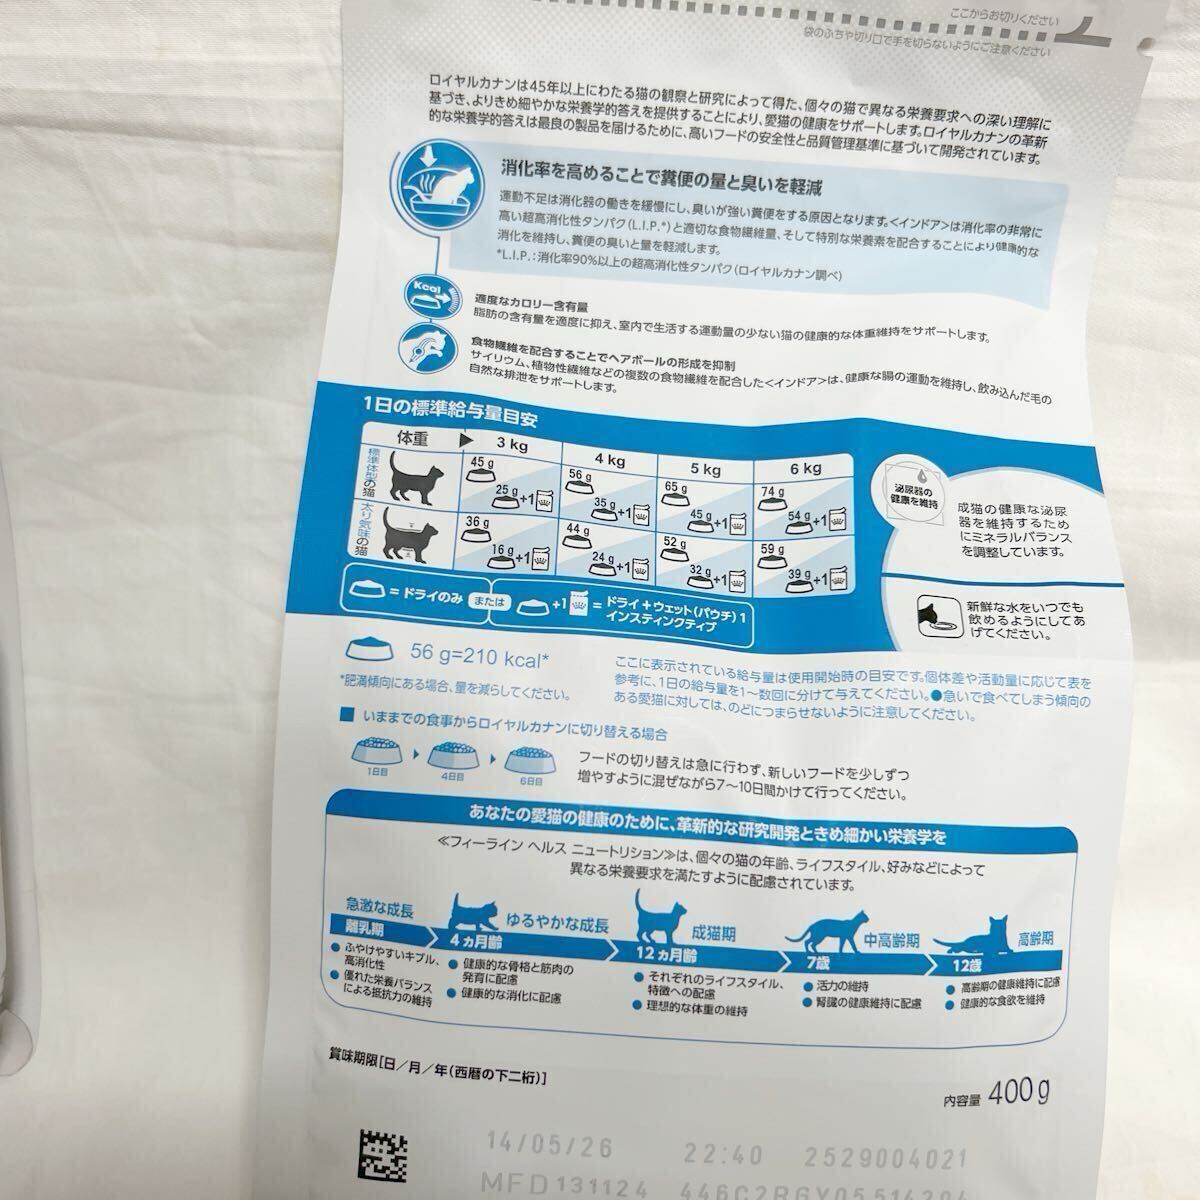 ここからお切りください
袋のふちや切り口で手を切らないようにご注意ください
ロイヤルカナンは45年以上にわたる猫の観察と研究によって得た、個々の猫で異なる栄養要求への深い理解に
基づき、よりきめ細やかな栄養学的答えを提供することにより、愛猫の健康をサポートします。ロイヤルカナンの革新
的な栄養学的答えは最良の製品を届けるために、高いフードの安全性と品質管理基準に基づいて開発されています。
消化率を高めることで糞便の量と臭いを軽減
運動不足は消化器の働きを緩慢にし、臭いが強い糞便をする原因となります。<インドア>は消化率の非常に
高い超高消化性タンパク(L.I.P.*)と適切な食物繊維量、そして特別な栄養素を配合することにより健康的な
消化を維持し、糞便の臭いと量を軽減します。
*L.I.P.:消化率90%以上の超高消化性タンパク(ロイヤルカナン調べ)
Kcal
適度なカロリー含有量
脂肪の含有量を適度に抑え、室内で生活する運動量の少ない猫の健康的な体重維持をサポートします。
食物繊維を配合することでヘアボールの形成を抑制
サイリウム、植物性繊維などの複数の食物繊維を配合した<インドア>は、健康な腸の運動を維持し、飲み込んだ毛の
自然な排泄をサポートします。
1日の標準給与量目安
体重 ▶ 3 kg 4 kg 5 kg 6 kg
標準体型の猫
45 g 56 g 65 g 74 g
25 g+1 35 g+1 45 g+1 54 g+1
太り気味の猫
36 g 44 g 52 g 59 g
16 g+1 24 g+1 32 g+1 39 g+1
=ドライのみ または +1 =ドライ+ウェット(パウチ)1
インスティンクティブ
泌尿器の
健康を維持
成猫の健康な泌尿
器を維持するため
にミネラルバランス
を調整しています。
新鮮な水をいつでも
飲めるようにしてあ
げてください。
56 g=210 kcal*
*肥満傾向にある場合、量を減らしてください。
ここに表示されている給与量は使用開始時の目安です。個体差や活動量に応じて表を
参考に、1日の給与量を1〜数回に分けて与えてください。●急いで食べてしまう傾向の
ある愛猫に対しては、のどにつまらせないように注意してください。
■ いままでの食事からロイヤルカナンに切り替える場合
1日目 4日目 6日目
フードの切り替えは急に行わず、新しいフードを少しずつ
増やすように混ぜながら7〜10日間かけて行ってください。
あなたの愛猫の健康のために、革新的な研究開発ときめ細かい栄養学を
≪フィーライン ヘルス ニュートリション≫は、個々の猫の年齢、ライフスタイル、好みなどによって
異なる栄養要求を満たすように配慮されています。
急激な成長
離乳期
● ふやけやすいキブル、
高消化性
● 優れた栄養バランス
による抵抗力の維持
ゆるやかな成長
4ヵ月齢
● 健康的な骨格と筋肉の
発育に配慮
● 健康的な消化に配慮
成猫期
12ヵ月齢
● それぞれのライフスタイル、
特徴への配慮
● 理想的な体重の維持
中高齢期
7歳
● 活力の維持
● 腎臓の健康維持に配慮
高齢期
12歳
● 高齢期の健康維持に配慮
● 健康的な食欲を維持
賞味期限[日/月/年(西暦の下二桁)]
内容量 400 g
14/05/26 22:40 2529004021
MFD131124